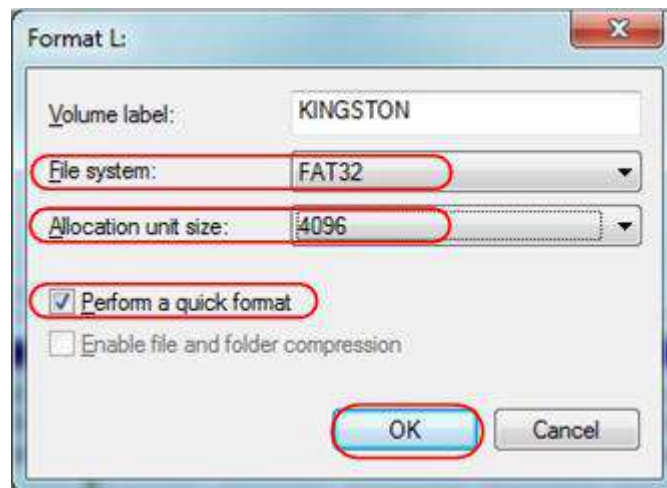 Format L:
Volume label: KINGSTON
File system: FAT32
Allocation unit size: 4096
Perform a quick format
Enable file and folder compression
OK Cancel